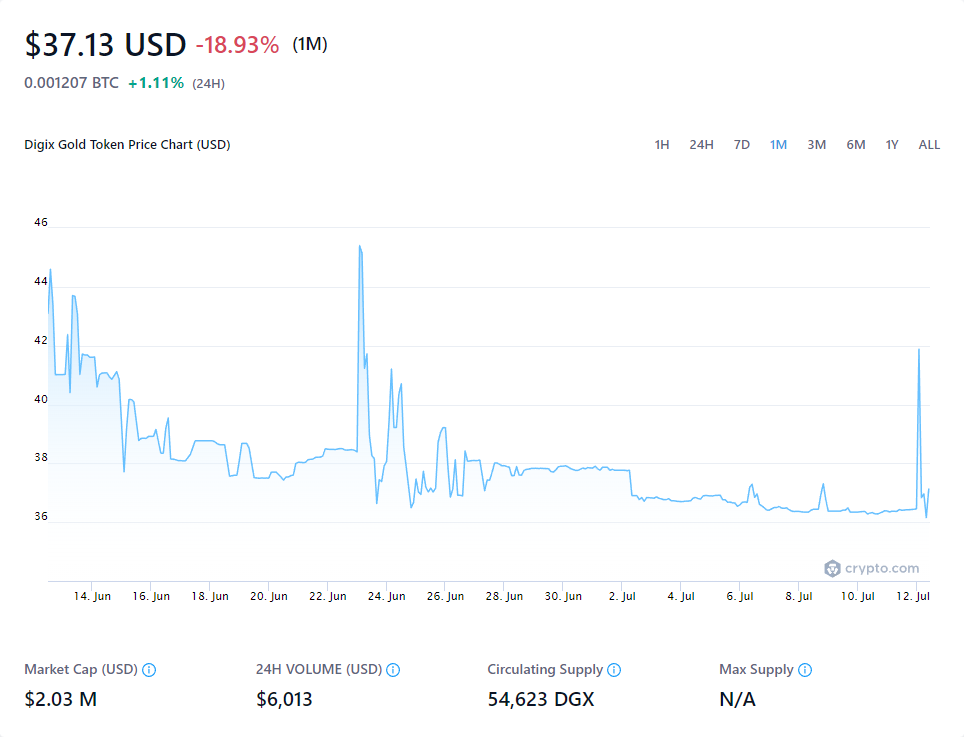 $37.13 USD -18.93% (1M)
0.001207 BTC +1.11% (24H)
Digix Gold Token Price Chart (USD)
1H 24H 7D 1M 3M 6M 1Y ALL
46
44
42
40
38
36
crypto.com
14. Jun 16. Jun 18. Jun 20. Jun 22. Jun 24. Jun 26. Jun 28. Jun 30. Jun 2. Jul 4. Jul 6. Jul 8. Jul 10. Jul 12. Jul
Market Cap (USD) 24H VOLUME (USD) Circulating Supply Max Supply
$2.03 M $6,013 54,623 DGX N/A